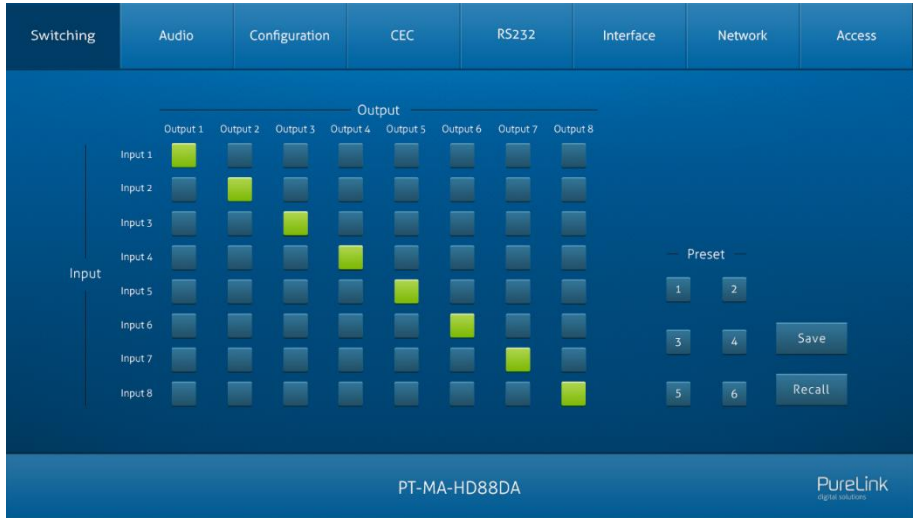 Switching Audio Configuration CEC RS232 Interface Network Access
Output
Output 1 Output 2 Output 3 Output 4 Output 5 Output 6 Output 7 Output 8
Input 1
Input 2
Input 3
Input 4
Input
Input 5
Input 6
Input 7
Input 8
Preset
1 2
3 4 Save
5 6 Recall
PT-MA-HD88DA
PureLink
digital solutions